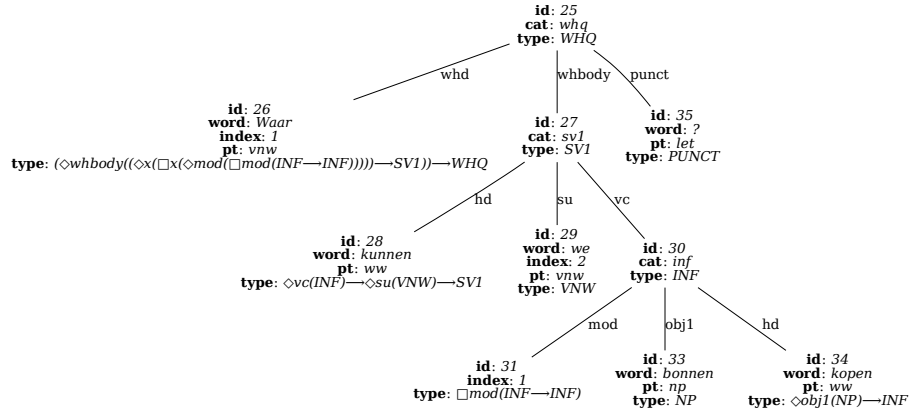 id: 25
cat: whq
type: WHQ
whd
whbody
punct
id: 26
word: Waar
index: 1
pt: vnw
type: (◇whbody((◇x(□x(◇mod(□mod(INF⟶INF)))))⟶SV1))⟶WHQ
id: 27
cat: sv1
type: SV1
id: 35
word: ?
pt: let
type: PUNCT
hd
su
vc
id: 28
word: kunnen
pt: ww
type: ◇vc(INF)⟶◇su(VNW)⟶SV1
id: 29
word: we
index: 2
pt: vnw
type: VNW
id: 30
cat: inf
type: INF
mod
obj1
hd
id: 31
index: 1
type: □mod(INF⟶INF)
id: 33
word: bonnen
pt: np
type: NP
id: 34
word: kopen
pt: ww
type: ◇obj1(NP)⟶INF